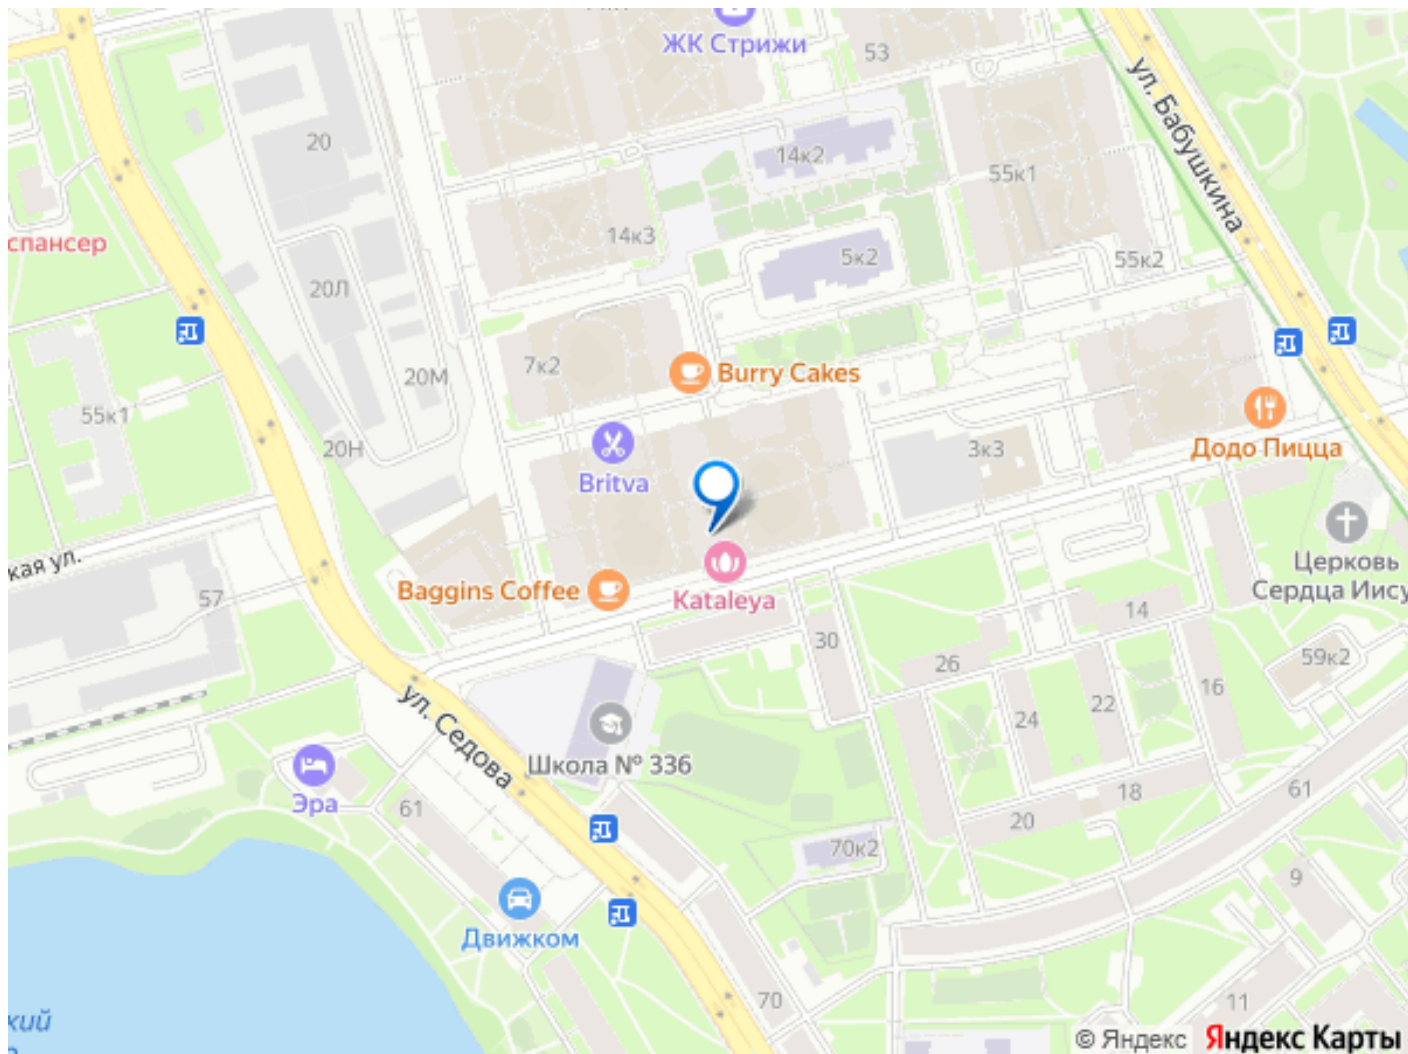 ЖК Стрижи
53
ул. Бабушкина
20
14к2
55к1
14к3
спансер
5к2
55к2
20Л
7к2
20М
Burry Cakes
55к1
20Н
Britva
3к3
Додо Пицца
кая ул.
57
Baggins Coffee
Kataleya
Церковь
Сердца Иису
14
30
26
59к2
16
22
24
ул. Седова
Школа № 336
Эра
61
18
61
20
70к2
9
Движком
70
11
кий
© Яндекс Яндекс Карты